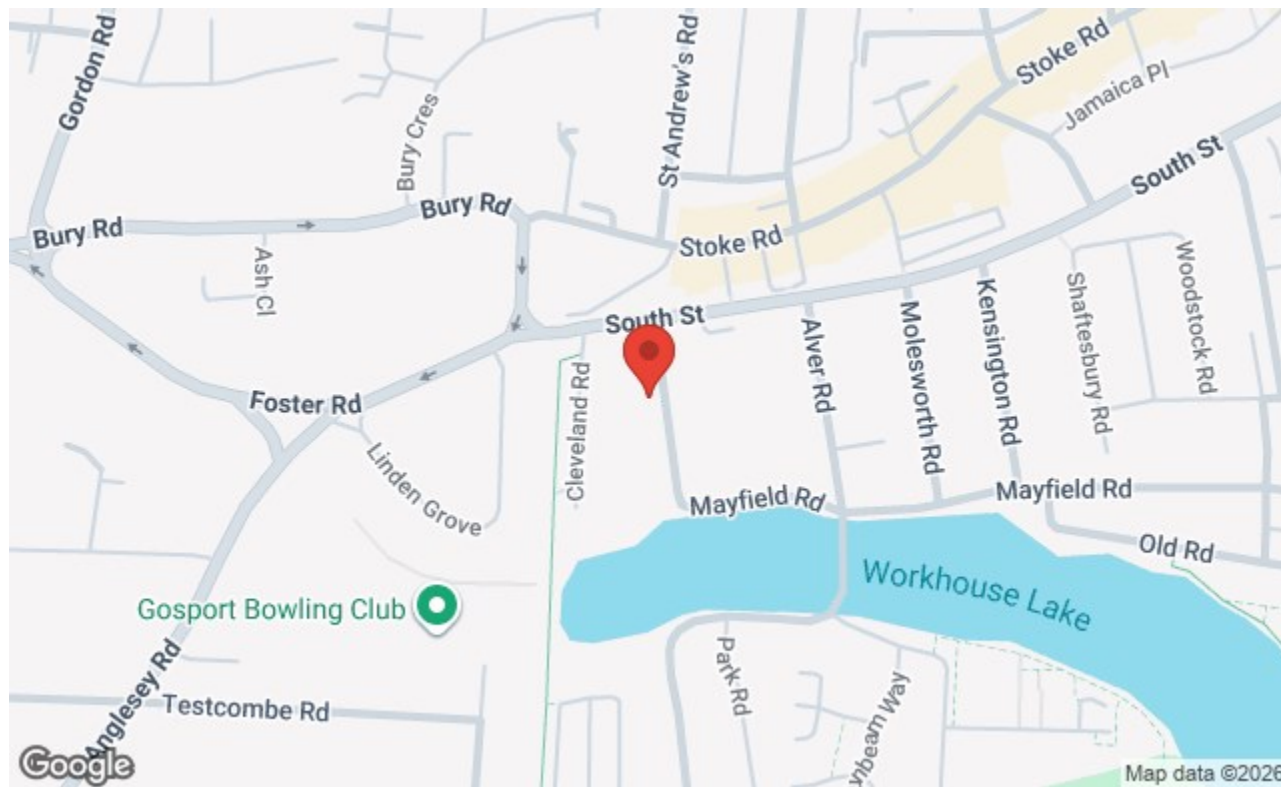 Gordon Rd
Bury Cres
St Andrew's Rd
Stoke Rd
Jamaica Pl
South St
Bury Rd
Bury Rd
Stoke Rd
Ash Cl
South St
Alver Rd
Molesworth Rd
Kensington Rd
Shaftesbury Rd
Woodstock Rd
Foster Rd
Cleveland Rd
Linden Grove
Mayfield Rd
Mayfield Rd
Old Rd
Workhouse Lake
Gosport Bowling Club
Anglesey Rd
Park Rd
Way
Testcombe Rd
Google
Map data ©2026